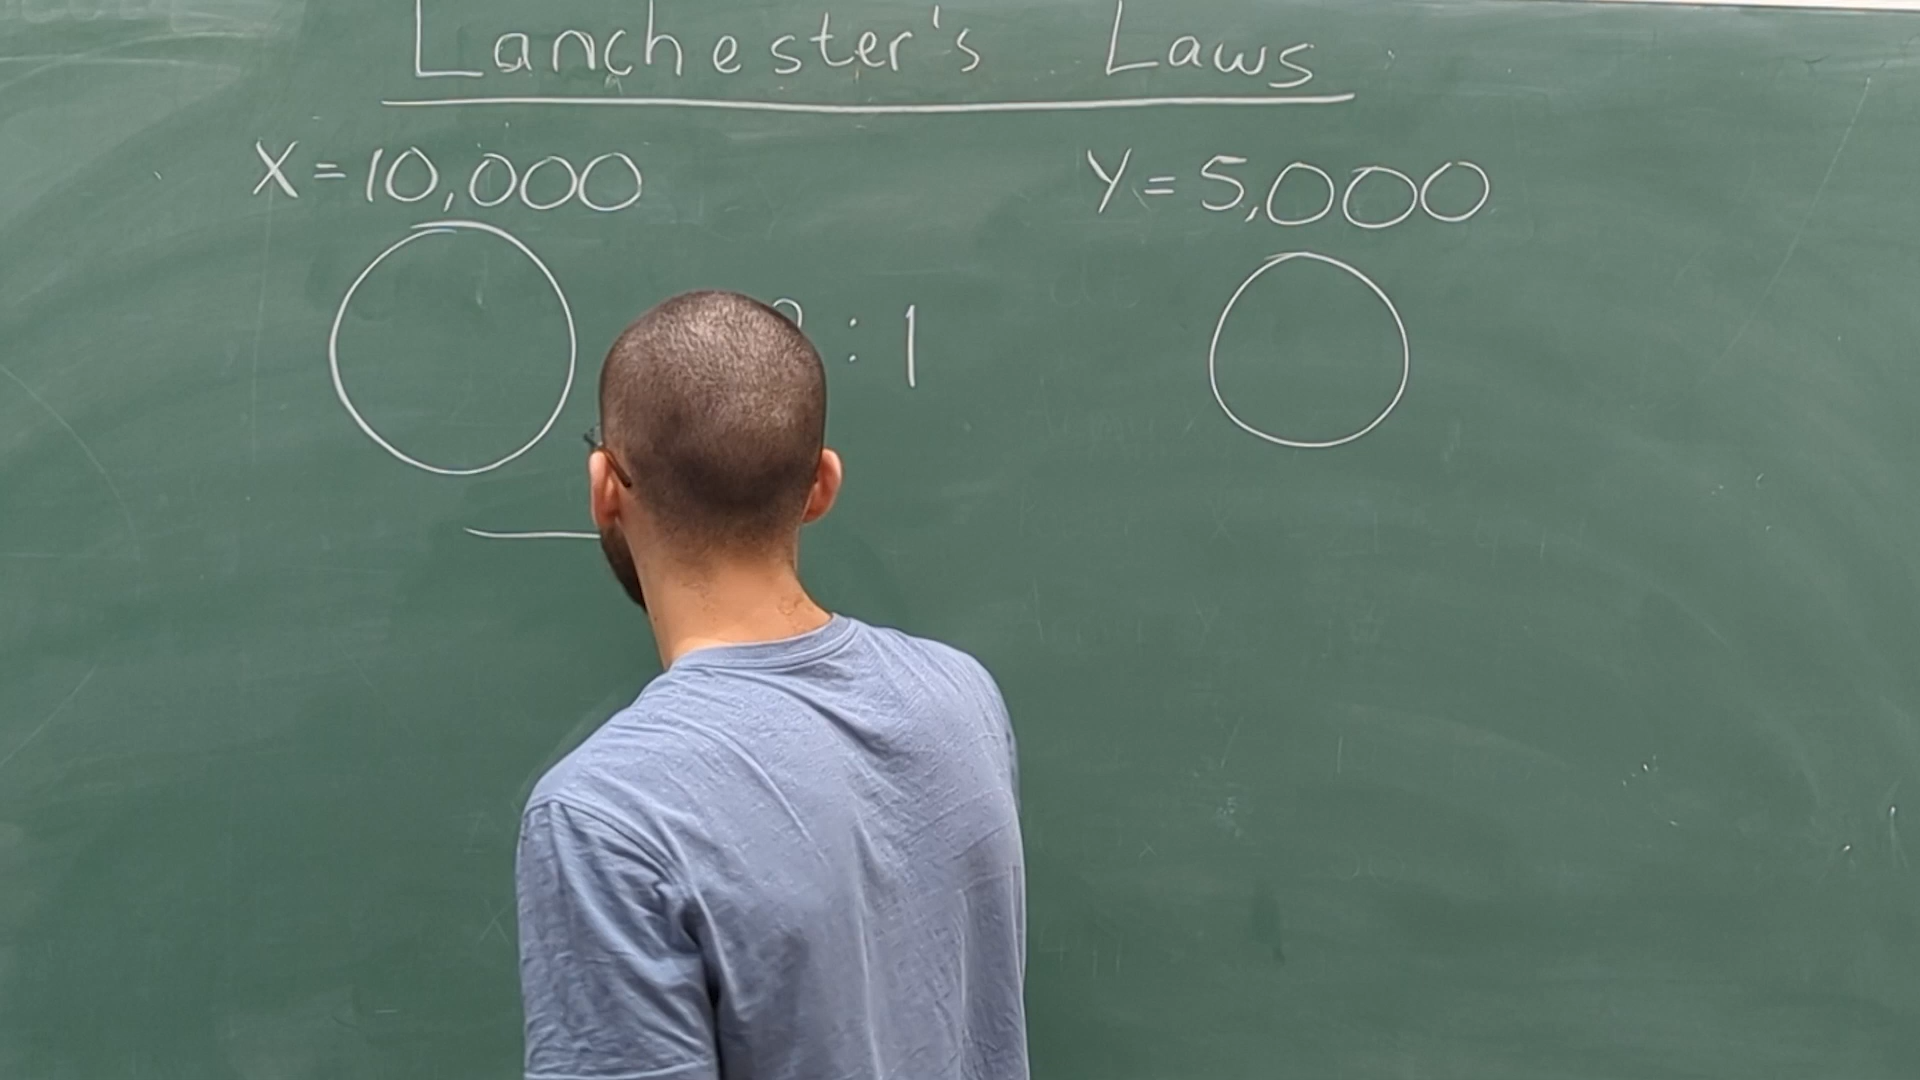 Lanchester's Laws
X = 10,000
Y = 5,000
: 1